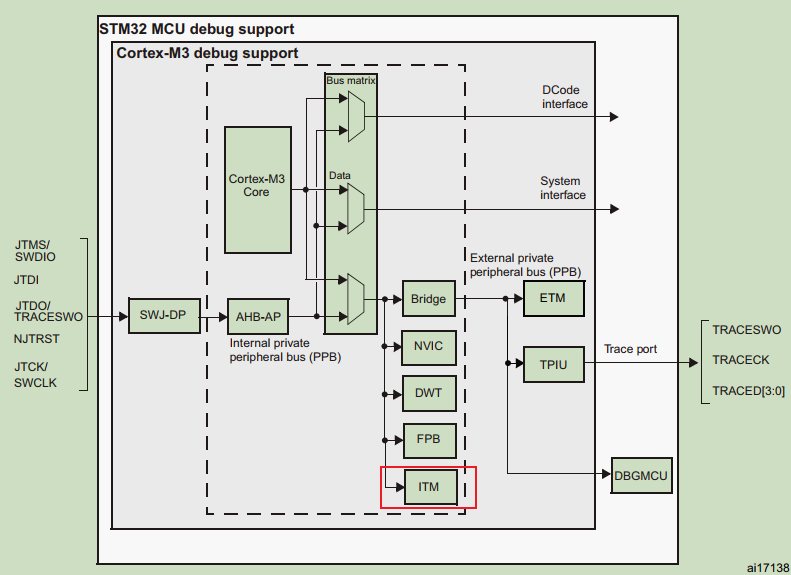 STM32 MCU debug support
Cortex-M3 debug support
Bus matrix
DCode
interface
Cortex-M3
Core
Data
System
interface
JTMS/
SWDIO
JTDI
JTDO/
TRACESWO
NJTRST
JTCK/
SWCLK
SWJ-DP
AHB-AP
Internal private
peripheral bus (PPB)
External private
peripheral bus (PPB)
Bridge
ETM
NVIC
TPIU
Trace port
TRACESWO
TRACECK
TRACED[3:0]
DWT
FPB
ITM
DBGMCU
ai17138